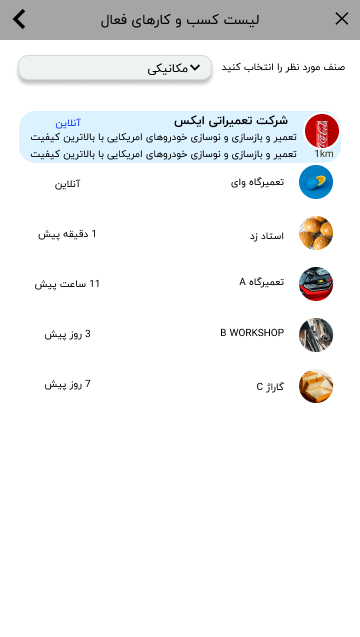 لیست کسب و کارهای فعال
صنف مورد نظر را انتخاب کنید
مکانیکی
شرکت تعمیراتی ایکس
آنلاین
تعمیر و بازسازی و نوسازی خودروهای امریکایی با بالاترین کیفیت
تعمیر و بازسازی و نوسازی خودروهای امریکایی با بالاترین کیفیت
1km
تعمیرگاه وای
آنلاین
استاد زد
1 دقیقه پیش
تعمیرگاه A
11 ساعت پیش
B WORKSHOP
3 روز پیش
گاراژ C
7 روز پیش